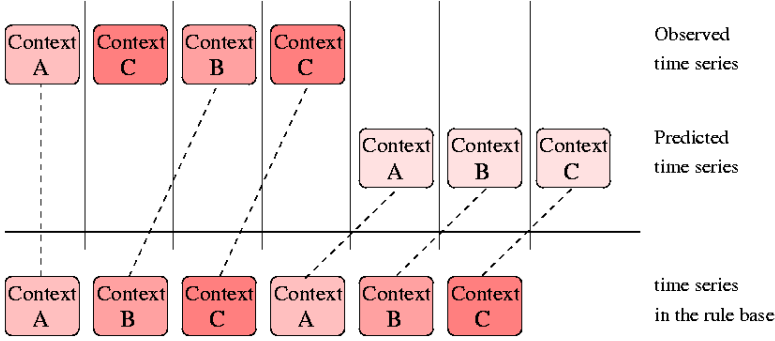 Context
A
Context
C
Context
B
Context
C
Observed
time series
Context
A
Context
B
Context
C
Predicted
time series
Context
A
Context
B
Context
C
Context
A
Context
B
Context
C
time series
in the rule base